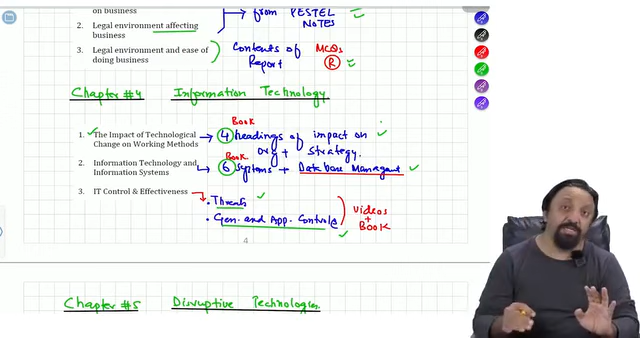 on business
from PESTEL
NOTES
2. Legal environment affecting
business
3. Legal environment and ease of
doing business
Contents of
Report
MCQs
R
Chapter #4 Information Technology
1. The Impact of Technological
Change on Working Methods
Book
4 headings of impact on
org + strategy.
2. Information Technology and
Information Systems
Book
6 systems + Database Managent
3. IT Control & Effectiveness
• Threats
• Gen. and App. Controls
Videos
+
Book
4
Chapter #5 Disruptive Technologies